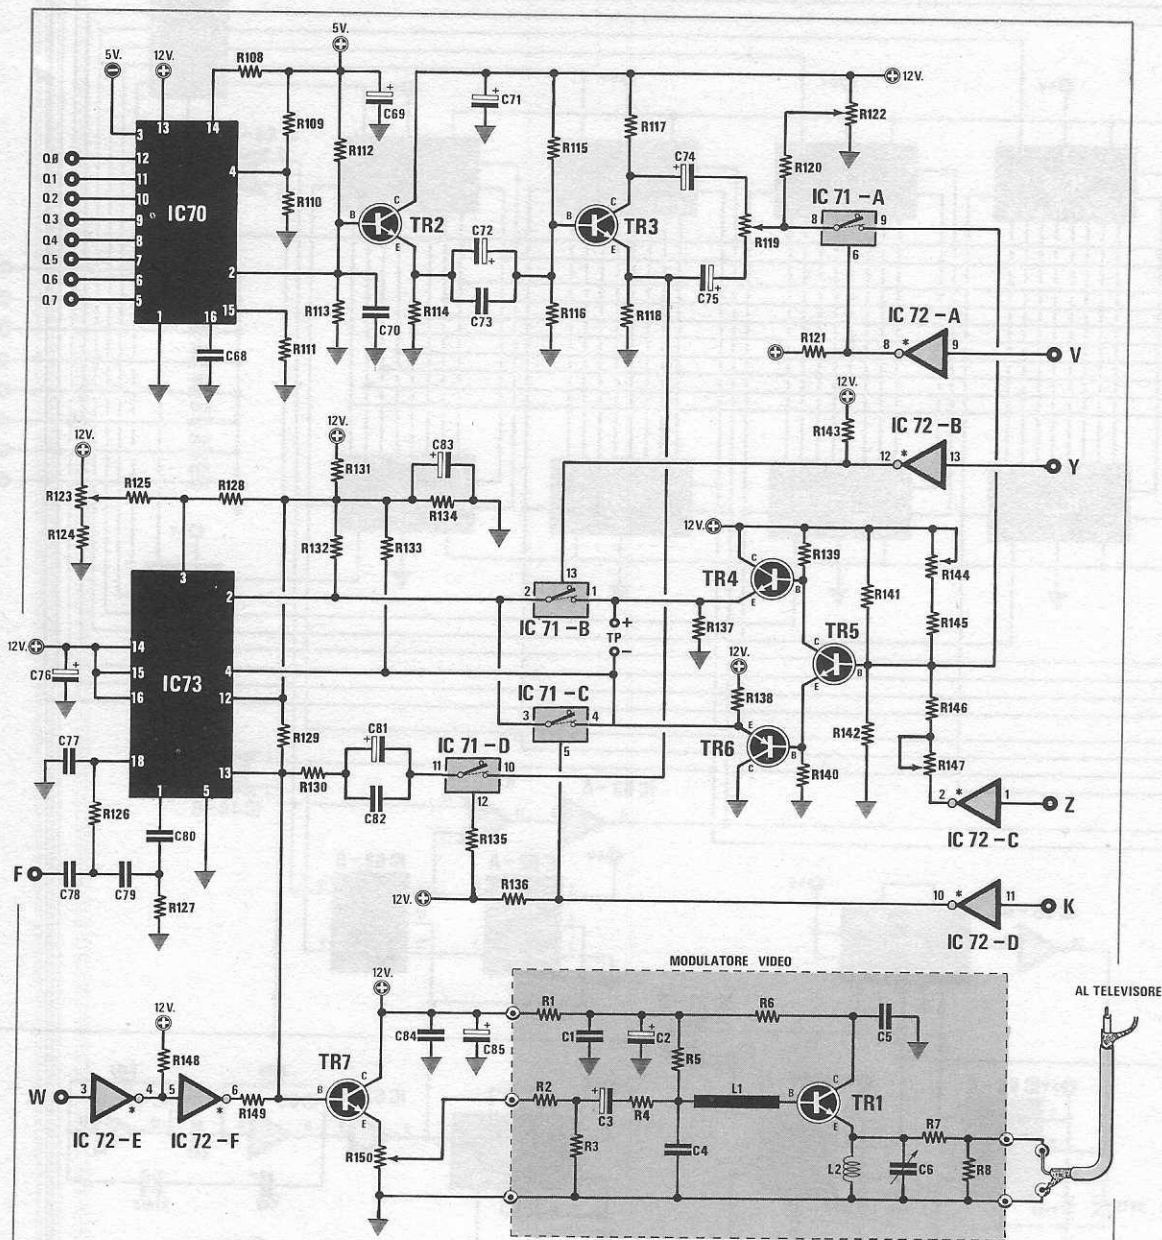 5V.
12V.
5V.
R108
12V.
C69
C71
R109
R112
R115
R117
R122
3
13
14
Q.0
12
Q.1
11
4
Q.2
10
IC70
Q.3
9
Q.4
8
Q.5
7
Q.6
6
2
Q.7
5
15
1
16
R110
B
C
E
TR2
B
C
E
TR3
C74
R120
IC 71 -A
8
9
6
R119
C72
C73
C75
R113
C70
R114
R116
R118
C68
R111
R121
IC 72 -A
8
*
9
V
12V.
R143
IC 72 -B
12
*
13
Y
12V.
12V.
R131
C83
R134
R123
R125
R128
R124
R132
R133
12V.
R139
R144
TR4
C
E
B
R141
R145
3
2
13
2
1
IC 71 -B
+
TP
-
R137
TR5
C
E
B
12V.
14
C76
15
IC73
4
16
12
12V.
R138
R146
IC 71 -C
3
4
5
TR6
E
C
B
R142
R140
R147
C77
18
R129
C81
IC 71 -D
11
10
12
13
R130
C82
1
5
R126
C80
R135
2
*
1
Z
IC 72 -C
F
C78
C79
R127
12V.
R136
10
*
11
K
IC 72 -D
MODULATORE VIDEO
AL TELEVISORE
12V.
12V.
R148
C84
C85
R1
C1
C2
R6
C5
R5
TR7
W
3
4
*
5
6
*
R149
B
C
E
IC 72 -E
IC 72 -F
R150
R2
C3
R4
L1
B
C
E
TR1
R3
C4
R7
L2
C6
R8